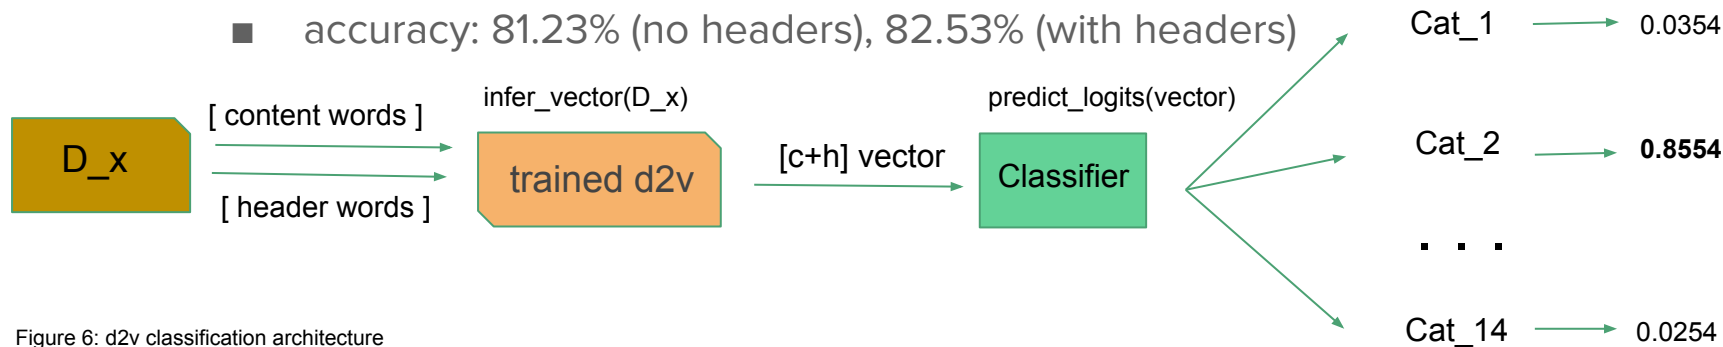 ■ accuracy: 81.23% (no headers), 82.53% (with headers)
D_x
[ content words ]
[ header words ]
infer_vector(D_x)
trained d2v
[c+h] vector
predict_logits(vector)
Classifier
Cat_1 0.0354
Cat_2 0.8554
. . .
Cat_14 0.0254
Figure 6: d2v classification architecture